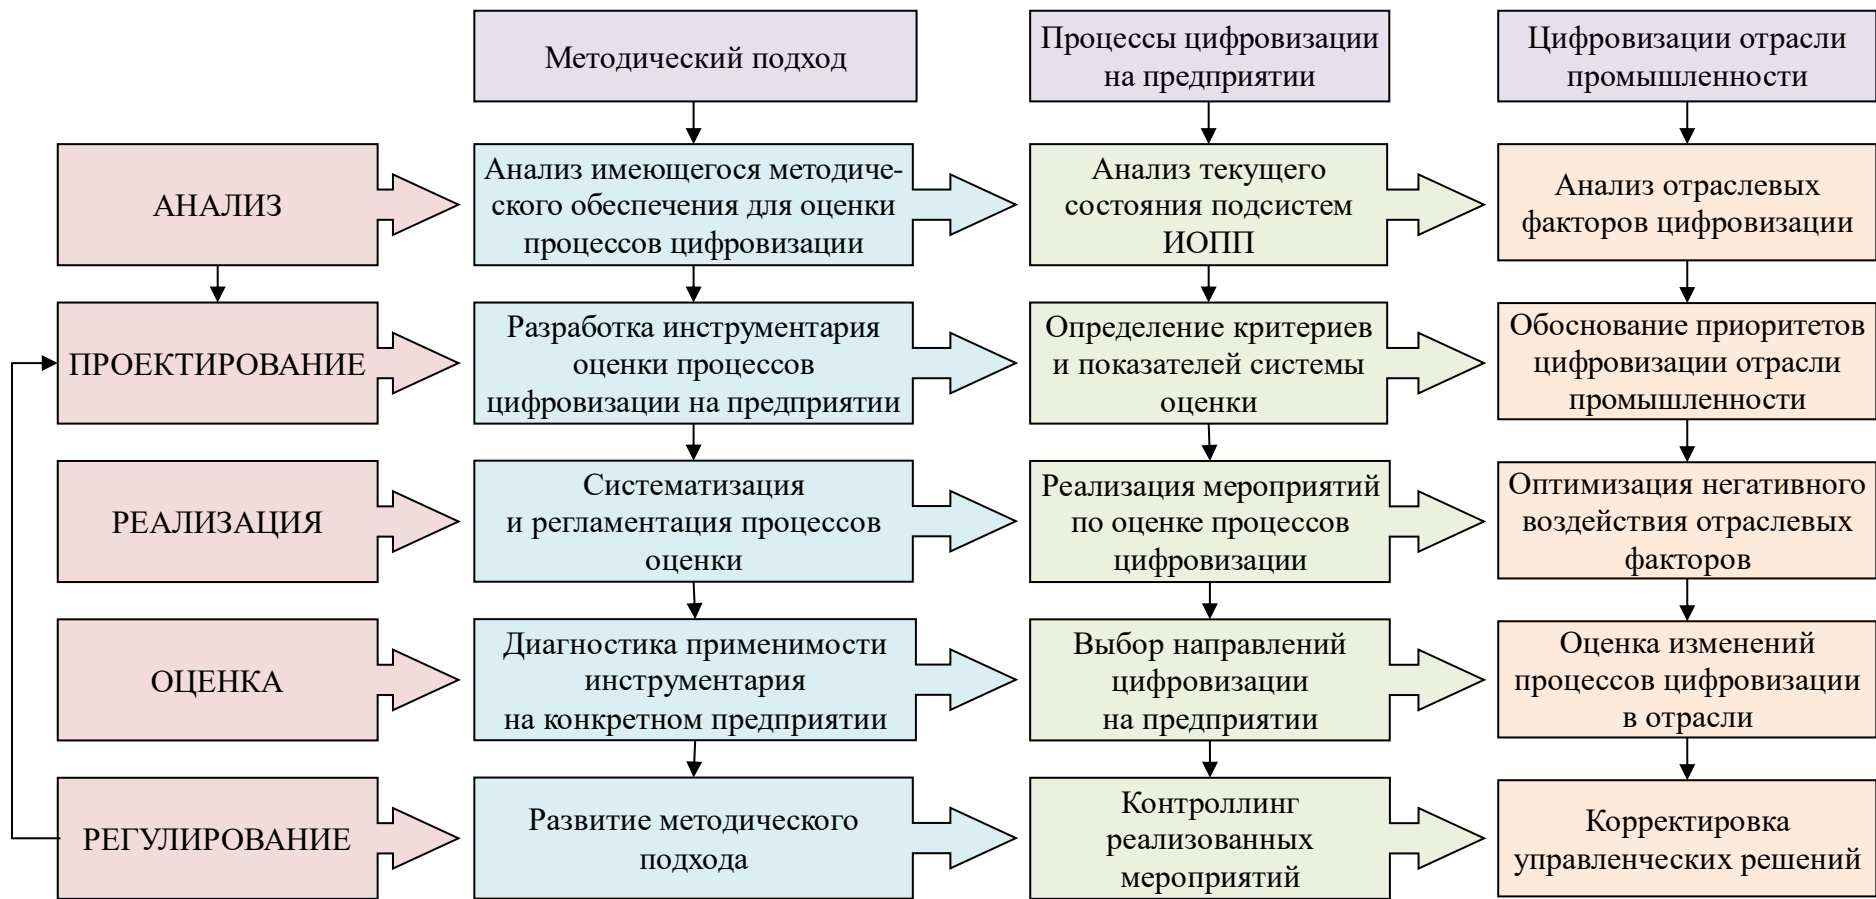 Методический подход
Процессы цифровизации
на предприятии
Цифровизации отрасли
промышленности
АНАЛИЗ
Анализ имеющегося методиче-
ского обеспечения для оценки
процессов цифровизации
Анализ текущего
состояния подсистем
ИОПП
Анализ отраслевых
факторов цифровизации
ПРОЕКТИРОВАНИЕ
Разработка инструментария
оценки процессов
цифровизации на предприятии
Определение критериев
и показателей системы
оценки
Обоснование приоритетов
цифровизации отрасли
промышленности
РЕАЛИЗАЦИЯ
Систематизация
и регламентация процессов
оценки
Реализация мероприятий
по оценке процессов
цифровизации
Оптимизация негативного
воздействия отраслевых
факторов
ОЦЕНКА
Диагностика применимости
инструментария
на конкретном предприятии
Выбор направлений
цифровизации
на предприятии
Оценка изменений
процессов цифровизации
в отрасли
РЕГУЛИРОВАНИЕ
Развитие методического
подхода
Контроллинг
реализованных
мероприятий
Корректировка
управленческих решений